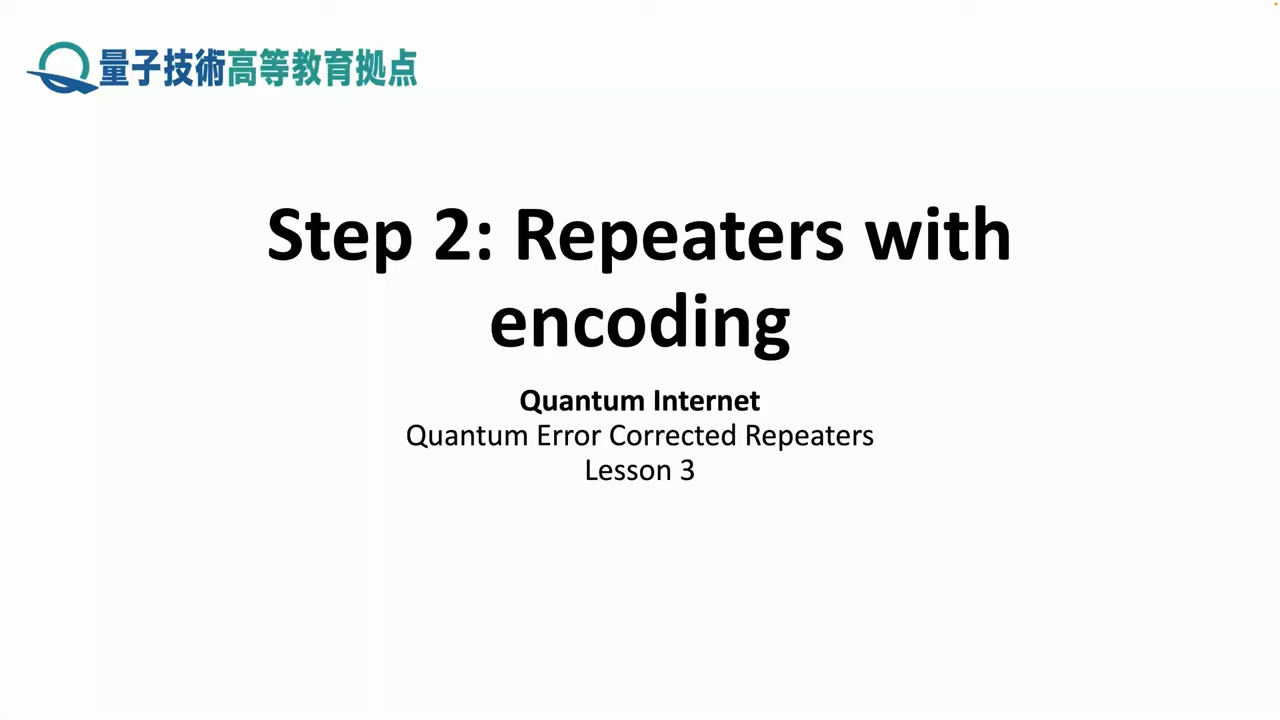 量子技術高等教育拠点
Step 2: Repeaters with
encoding
Quantum Internet
Quantum Error Corrected Repeaters
Lesson 3